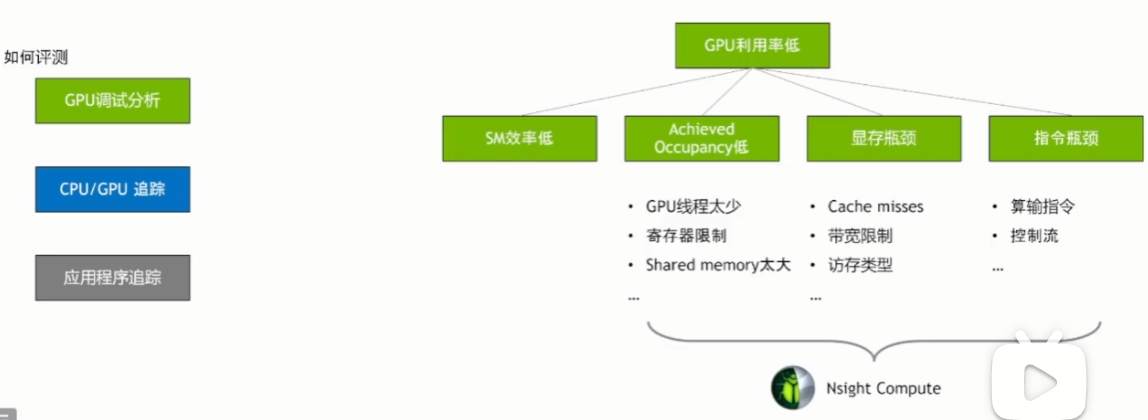 如何评测
GPU调试分析
CPU/GPU 追踪
应用程序追踪
GPU利用率低
SM效率低
Achieved
Occupancy低
显存瓶颈
指令瓶颈
• GPU线程太少
• 寄存器限制
• Shared memory太大
...
• Cache misses
• 带宽限制
• 访存类型
...
• 算输指令
• 控制流
...
Nsight Compute